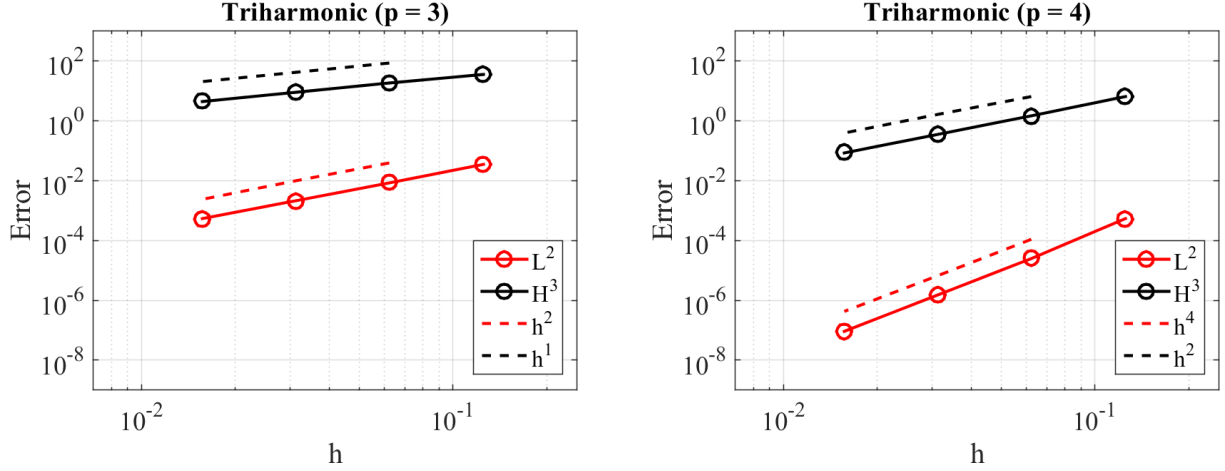 Triharmonic (p = 3)
10^2
10^0
10^-2
10^-4
10^-6
10^-8
Error
L^2
H^3
h^2
h^1
10^-2
10^-1
h
Triharmonic (p = 4)
10^2
10^0
10^-2
10^-4
10^-6
10^-8
Error
L^2
H^3
h^4
h^2
10^-2
10^-1
h